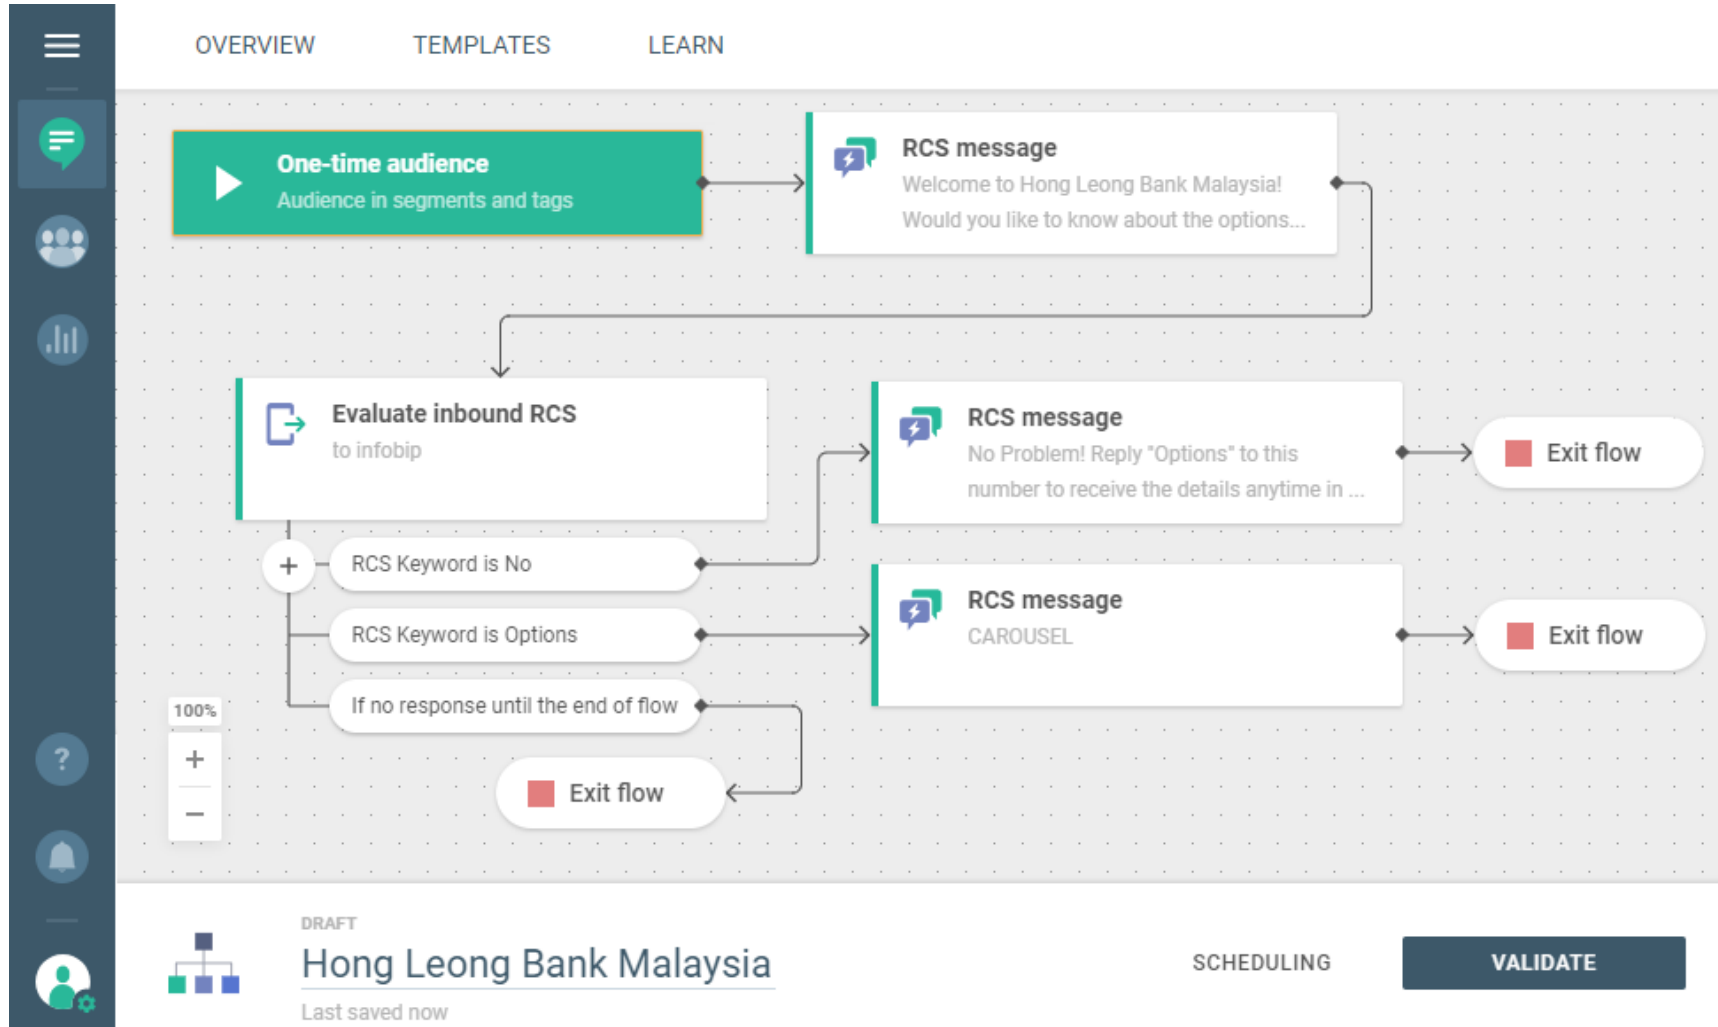 OVERVIEW
TEMPLATES
LEARN
One-time audience
Audience in segments and tags
RCS message
Welcome to Hong Leong Bank Malaysia!
Would you like to know about the options...
Evaluate inbound RCS
to infobip
RCS message
No Problem! Reply "Options" to this
number to receive the details anytime in ...
Exit flow
RCS Keyword is No
RCS Keyword is Options
If no response until the end of flow
RCS message
CAROUSEL
Exit flow
Exit flow
100%
+
+
−
?
DRAFT
Hong Leong Bank Malaysia
Last saved now
SCHEDULING
VALIDATE